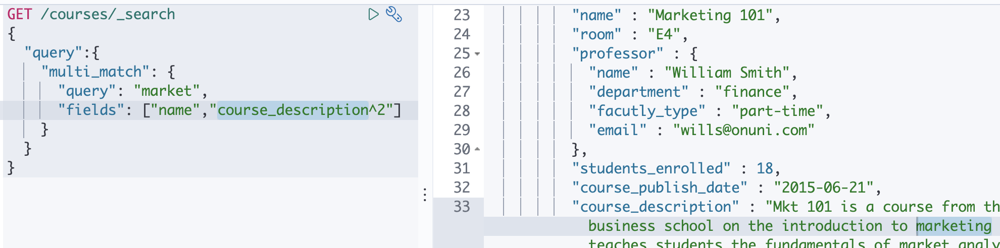 GET /courses/_search
{
"query":{
"multi_match": {
"query": "market",
"fields": ["name","course_description^2"]
}
}
}
23 "name" : "Marketing 101",
24 "room" : "E4",
25 "professor" : {
26 "name" : "William Smith",
27 "department" : "finance",
28 "facutly_type" : "part-time",
29 "email" : "wills@onuni.com"
30 },
31 "students_enrolled" : 18,
32 "course_publish_date" : "2015-06-21",
33 "course_description" : "Mkt 101 is a course from th
business school on the introduction to marketing
teaches students the fundamentals of market analy